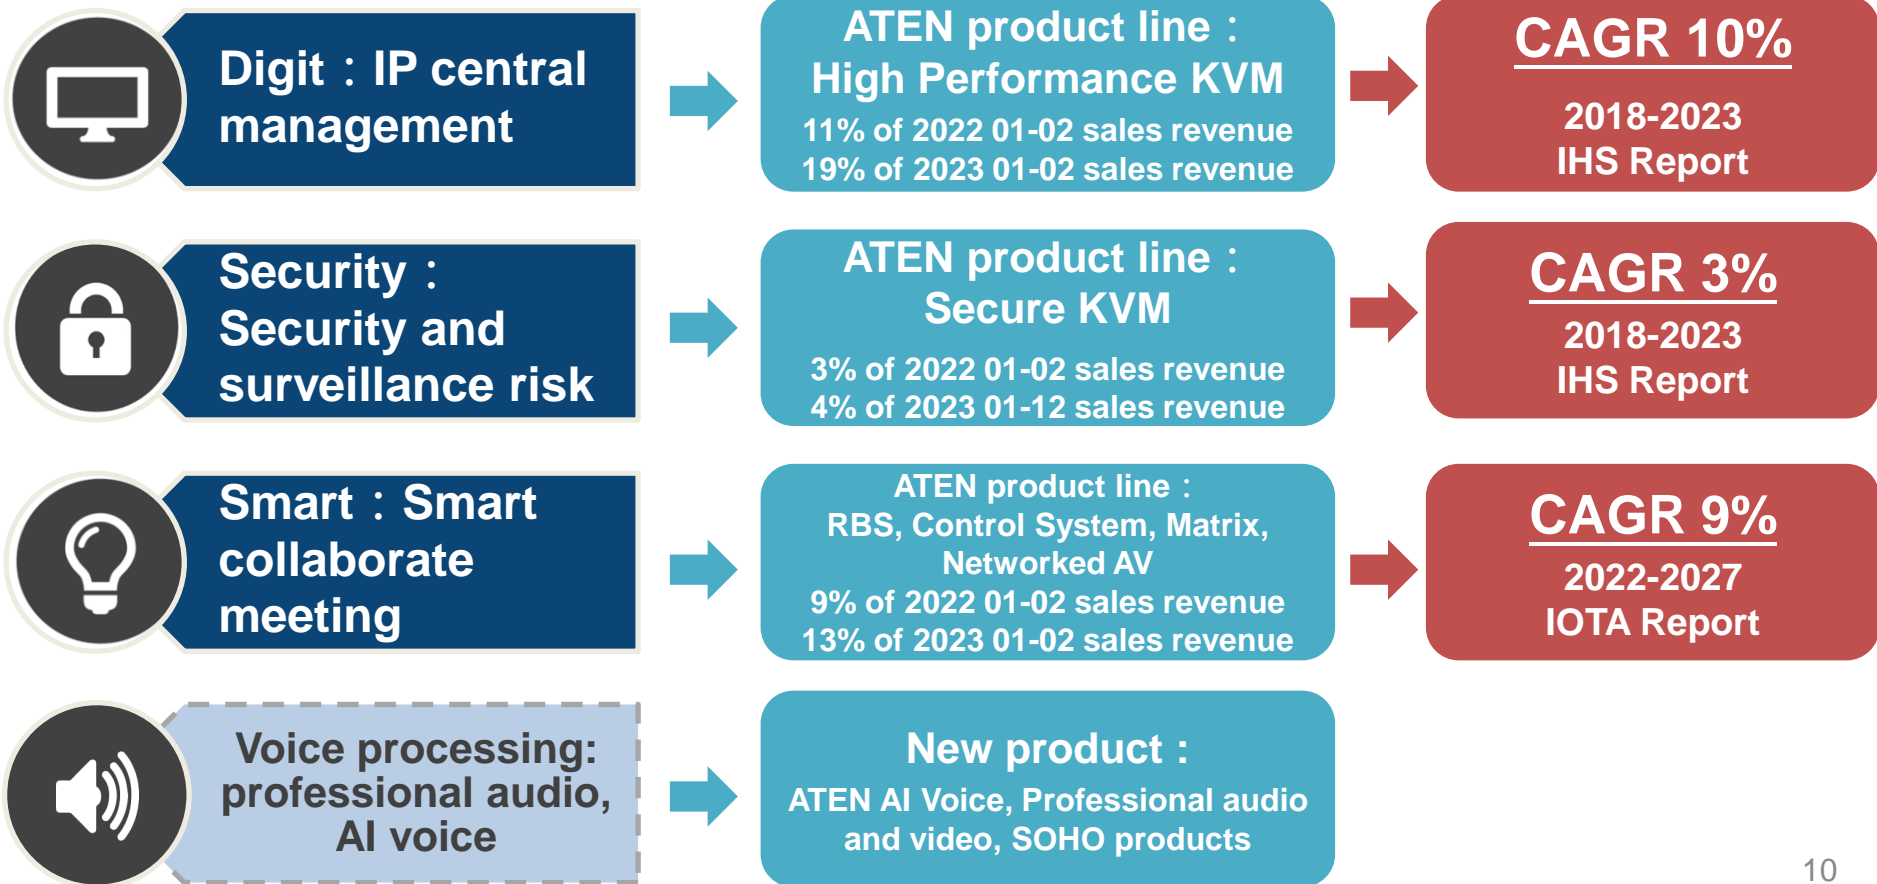 Digit：IP central
management
ATEN product line：
High Performance KVM
11% of 2022 01-02 sales revenue
19% of 2023 01-02 sales revenue
CAGR 10%
2018-2023
IHS Report
Security：
Security and
surveillance risk
ATEN product line：
Secure KVM
3% of 2022 01-02 sales revenue
4% of 2023 01-12 sales revenue
CAGR 3%
2018-2023
IHS Report
Smart：Smart
collaborate
meeting
ATEN product line：
RBS, Control System, Matrix,
Networked AV
9% of 2022 01-02 sales revenue
13% of 2023 01-02 sales revenue
CAGR 9%
2022-2027
IOTA Report
Voice processing:
professional audio,
AI voice
New product：
ATEN AI Voice, Professional audio
and video, SOHO products
10